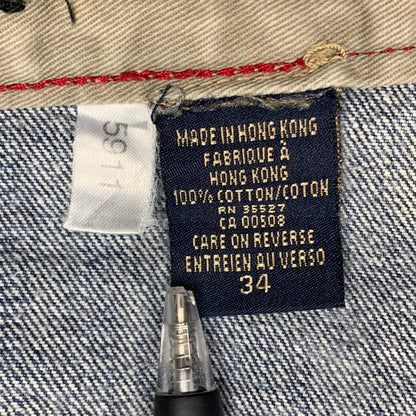 5911
MADE IN HONG KONG
FABRIQUE À
HONG KONG
100% COTTON/COTON
RN 35527
CA 00508
CARE ON REVERSE
ENTREIEN AU VERSO
34